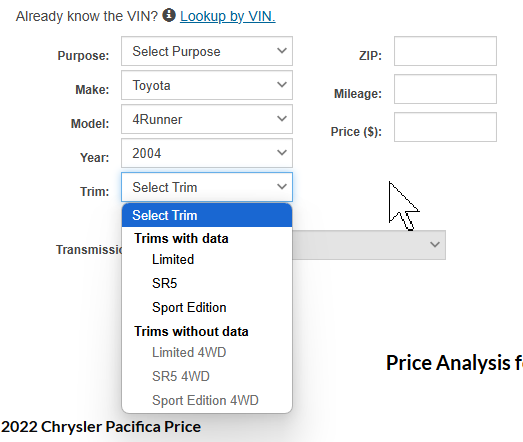 Already know the VIN? Lookup by VIN.
Purpose: Select Purpose ZIP:
Make: Toyota
Mileage:
Model: 4Runner
Price ($):
Year: 2004
Trim: Select Trim
Select Trim
Trims with data
Transmissi
Limited
SR5
Sport Edition
Trims without data
Limited 4WD
Price Analysis f
SR5 4WD
Sport Edition 4WD
2022 Chrysler Pacifica Price